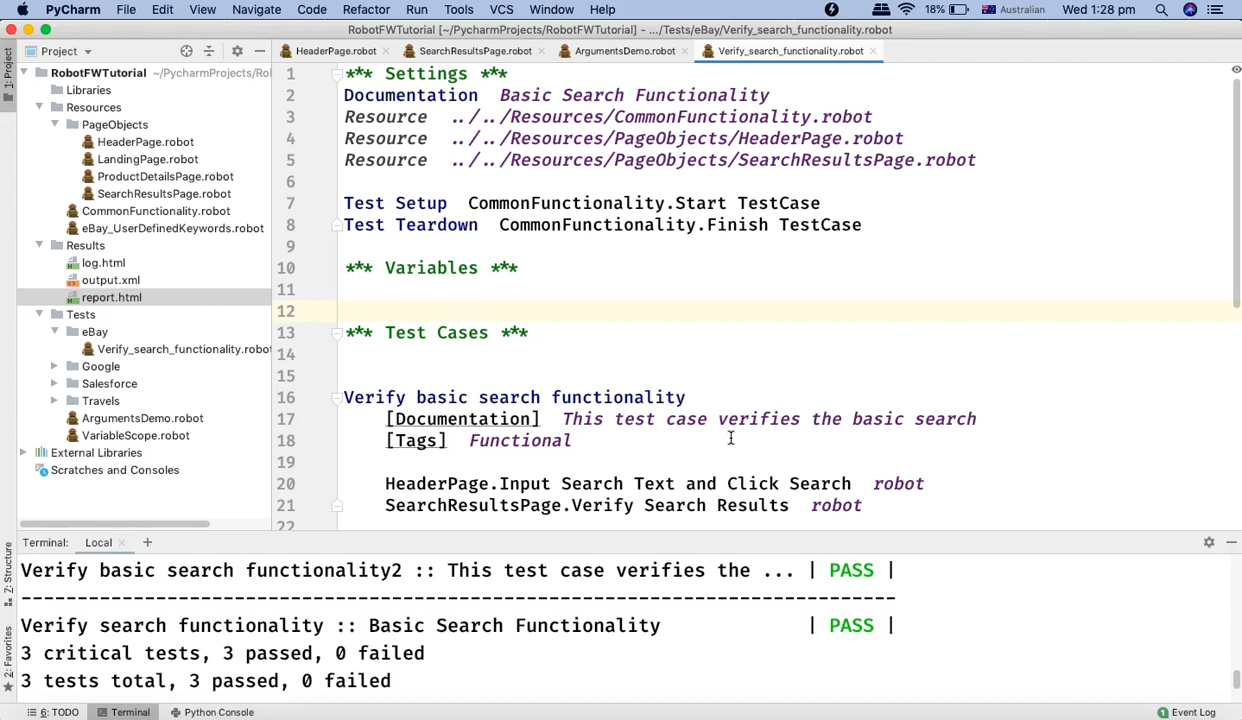 PyCharm File Edit View Navigate Code Refactor Run Tools VCS Window Help 18% Australian Wed 1:28 pm
RobotFWTutorial [~/PycharmProjects/RobotFWTutorial] - .../Tests/eBay/Verify_search_functionality.robot
Project
HeaderPage.robot SearchResultsPage.robot ArgumentsDemo.robot Verify_search_functionality.robot
1: Project
RobotFWTutorial ~/PycharmProjects/Ro
Libraries
Resources
PageObjects
HeaderPage.robot
LandingPage.robot
ProductDetailsPage.robot
SearchResultsPage.robot
CommonFunctionality.robot
eBay_UserDefinedKeywords.robot
Results
log.html
output.xml
report.html
Tests
eBay
Verify_search_functionality.robot
Google
Salesforce
Travels
ArgumentsDemo.robot
VariableScope.robot
External Libraries
Scratches and Consoles
1 *** Settings ***
2 Documentation Basic Search Functionality
3 Resource ../../Resources/CommonFunctionality.robot
4 Resource ../../Resources/PageObjects/HeaderPage.robot
5 Resource ../../Resources/PageObjects/SearchResultsPage.robot
6
7 Test Setup CommonFunctionality.Start TestCase
8 Test Teardown CommonFunctionality.Finish TestCase
9
10 *** Variables ***
11
12
13 *** Test Cases ***
14
15
16 Verify basic search functionality
17 [Documentation] This test case verifies the basic search
18 [Tags] Functional
19
20 HeaderPage.Input Search Text and Click Search robot
21 SearchResultsPage.Verify Search Results robot
22
Terminal: Local +
Verify basic search functionality2 :: This test case verifies the ... | PASS |
------------------------------------------------------------------------------
Verify search functionality :: Basic Search Functionality | PASS |
3 critical tests, 3 passed, 0 failed
3 tests total, 3 passed, 0 failed
7: Structure
2: Favorites
6: TODO Terminal Python Console Event Log